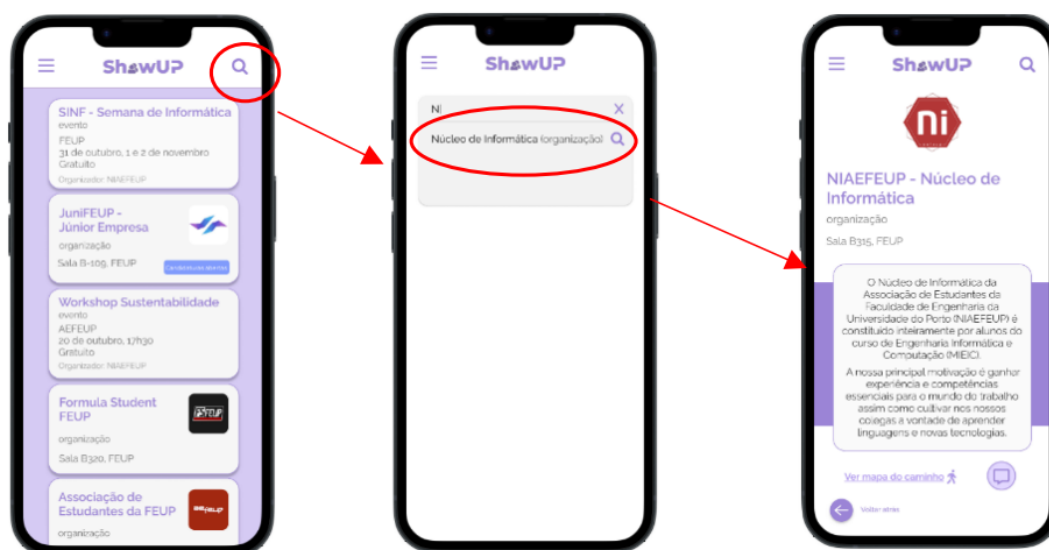 ShowUP
SINF - Semana de Informática
evento
FEUP
31 de outubro, 1 e 2 de novembro
Gratuito
Organizador: NIAEFEUP
JuniFEUP -
Júnior Empresa
organização
Sala B-109, FEUP
Candidaturas abertas
Workshop Sustentabilidade
evento
AEFEUP
20 de outubro, 17h30
Gratuito
Organizador: NIAEFEUP
Formula Student
FEUP
FSFEUP
organização
Sala B320, FEUP
Associação de
Estudantes da FEUP
organização
ShowUP
NI
Núcleo de Informática (organização)
ShowUP
ni
NIAEFEUP - Núcleo de
Informática
organização
Sala B315, FEUP
O Núcleo de Informática da
Associação de Estudantes da
Faculdade de Engenharia da
Universidade do Porto (NIAEFEUP) é
constituído inteiramente por alunos do
curso de Engenharia Informática e
Computação (MIEIC).
A nossa principal motivação é ganhar
experiência e competências
essenciais para o mundo do trabalho
assim como cultivar nos nossos
colegas a vontade de aprender
linguagens e novas tecnologias.
Ver mapa do caminho
Voltar atrás